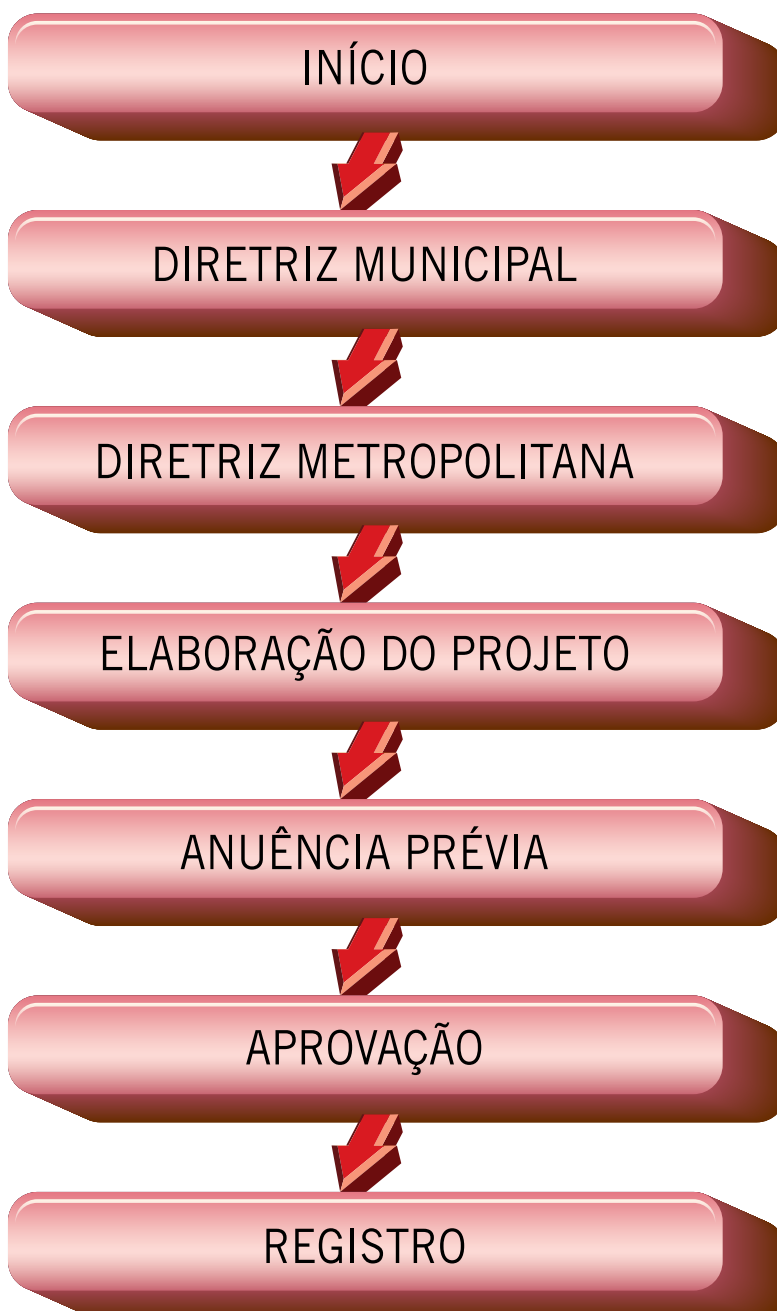 INÍCIO
DIRETRIZ MUNICIPAL
DIRETRIZ METROPOLITANA
ELABORAÇÃO DO PROJETO
ANUÊNCIA PRÉVIA
APROVAÇÃO
REGISTRO